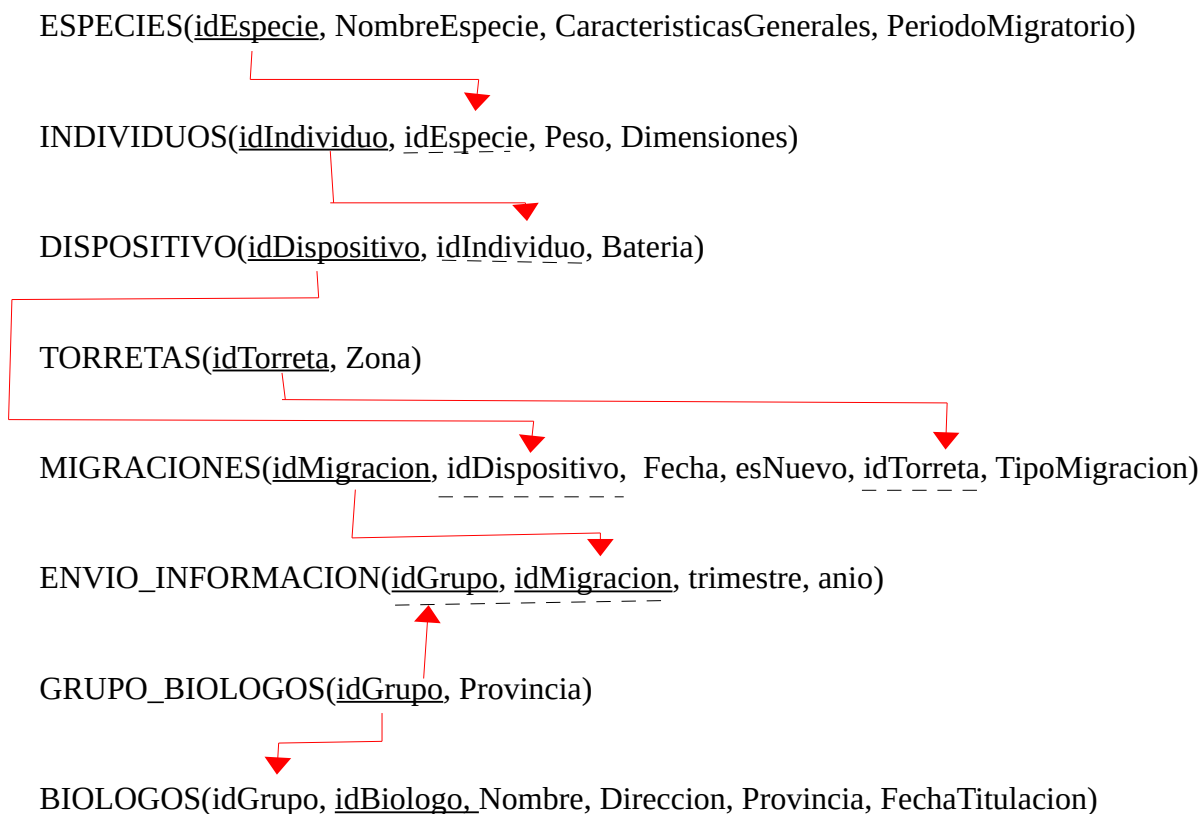 ESPECIES(idEspecie, NombreEspecie, CaracteristicasGenerales, PeriodoMigratorio)
INDIVIDUOS(idIndividuo, idEspecie, Peso, Dimensiones)
DISPOSITIVO(idDispositivo, idIndividuo, Bateria)
TORRETAS(idTorreta, Zona)
MIGRACIONES(idMigracion, idDispositivo, Fecha, esNuevo, idTorreta, TipoMigracion)
ENVIO_INFORMACION(idGrupo, idMigracion, trimestre, anio)
GRUPO_BIOLOGOS(idGrupo, Provincia)
BIOLOGOS(idGrupo, idBiologo, Nombre, Direccion, Provincia, FechaTitulacion)